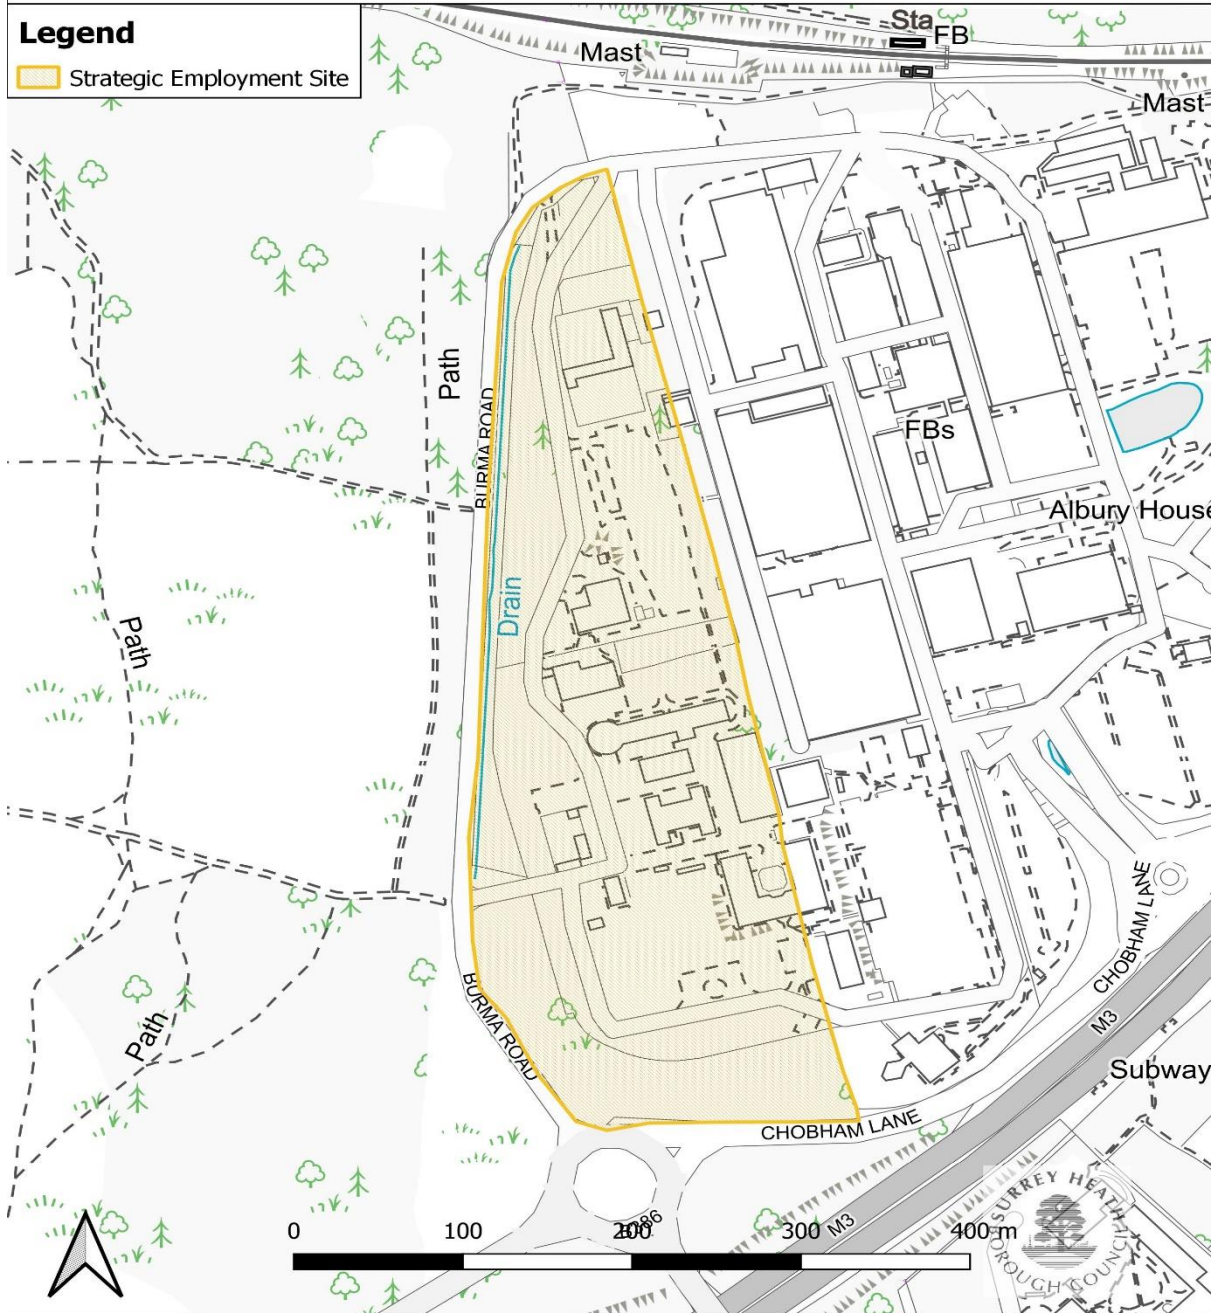 Legend
Strategic Employment Site
Sta
FB
Mast
Mast
Path
BURMA ROAD
FBs
Albury House
Drain
Path
CHOBHAM LANE
Path
BURMA ROAD
M3
Subway
CHOBHAM LANE
0 100 200 300 400 m
M3
SURREY HEATH
BOROUGH COUNCIL